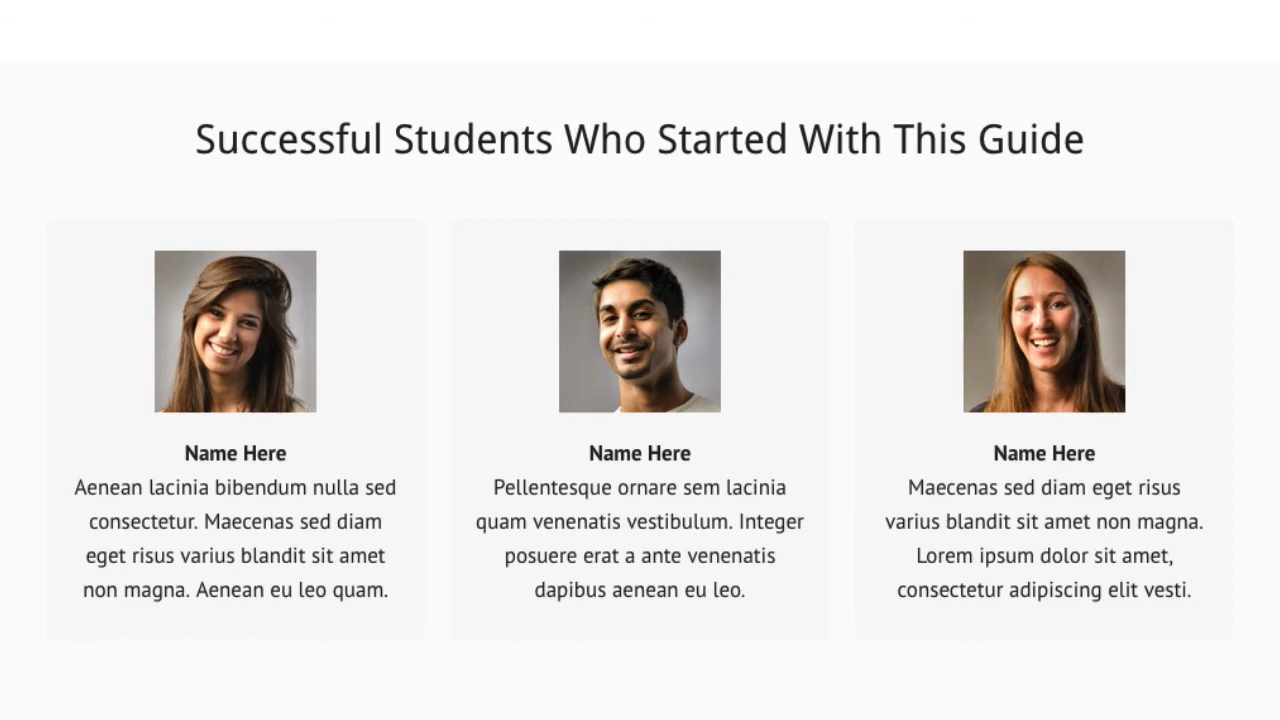 Successful Students Who Started With This Guide
Name Here
Aenean lacinia bibendum nulla sed
consectetur. Maecenas sed diam
eget risus varius blandit sit amet
non magna. Aenean eu leo quam.
Name Here
Pellentesque ornare sem lacinia
quam venenatis vestibulum. Integer
posuere erat a ante venenatis
dapibus aenean eu leo.
Name Here
Maecenas sed diam eget risus
varius blandit sit amet non magna.
Lorem ipsum dolor sit amet,
consectetur adipiscing elit vesti.